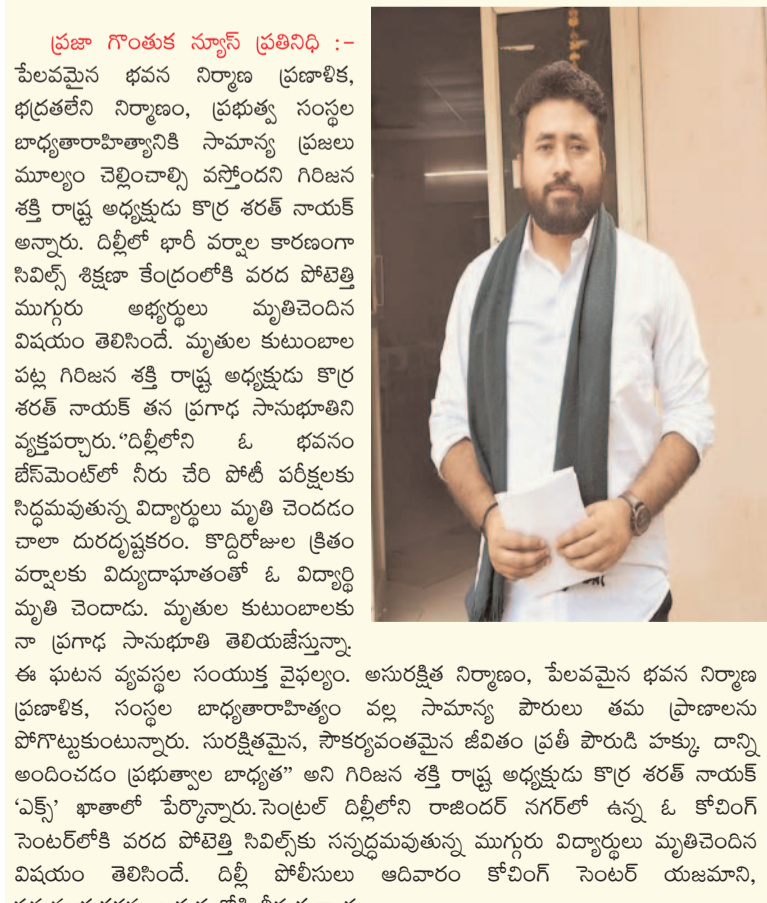 ప్రజా గొంతుక న్యూస్ ప్రతినిధి :-
పేలవమైన భవన నిర్మాణ ప్రణాళిక,
భద్రతలేని నిర్మాణం, ప్రభుత్వ సంస్థల
బాధ్యతారాహిత్యానికి సామాన్య ప్రజలు
మూల్యం చెల్లించాల్సి వస్తోందని గిరిజన
శక్తి రాష్ట్ర అధ్యక్షుడు కొర్ర శరత్ నాయక్
అన్నారు. దిల్లీలో భారీ వర్షాల కారణంగా
సివిల్స్ శిక్షణా కేంద్రంలోకి వరద పోటెత్తి
ముగ్గురు అభ్యర్థులు మృతిచెందిన
విషయం తెలిసిందే. మృతుల కుటుంబాల
పట్ల గిరిజన శక్తి రాష్ట్ర అధ్యక్షుడు కొర్ర
శరత్ నాయక్ తన ప్రగాఢ సానుభూతిని
వ్యక్తపర్చారు.‘‘దిల్లీలోని ఓ భవనం
బేస్‌మెంట్‌లో నీరు చేరి పోటీ పరీక్షలకు
సిద్ధమవుతున్న విద్యార్థులు మృతి చెందడం
చాలా దురదృష్టకరం. కొద్దిరోజుల క్రితం
వర్షాలకు విద్యుదాఘాతంతో ఓ విద్యార్థి
మృతి చెందాడు. మృతుల కుటుంబాలకు
నా ప్రగాఢ సానుభూతి తెలియజేస్తున్నా.
ఈ ఘటన వ్యవస్థల సంయుక్త వైఫల్యం. అసురక్షిత నిర్మాణం, పేలవమైన భవన నిర్మాణ
ప్రణాళిక, సంస్థల బాధ్యతారాహిత్యం వల్ల సామాన్య పౌరులు తమ ప్రాణాలను
పోగొట్టుకుంటున్నారు. సురక్షితమైన, సౌకర్యవంతమైన జీవితం ప్రతీ పౌరుడి హక్కు. దాన్ని
అందించడం ప్రభుత్వాల బాధ్యత’’ అని గిరిజన శక్తి రాష్ట్ర అధ్యక్షుడు కొర్ర శరత్ నాయక్
‘ఎక్స్’ ఖాతాలో పేర్కొన్నారు.సెంట్రల్ దిల్లీలోని రాజిందర్ నగర్‌లో ఉన్న ఓ కోచింగ్
సెంటర్‌లోకి వరద పోటెత్తి సివిల్స్‌కు సన్నద్ధమవుతున్న ముగ్గురు విద్యార్థులు మృతిచెందిన
విషయం తెలిసిందే. దిల్లీ పోలీసులు ఆదివారం కోచింగ్ సెంటర్ యజమాని,